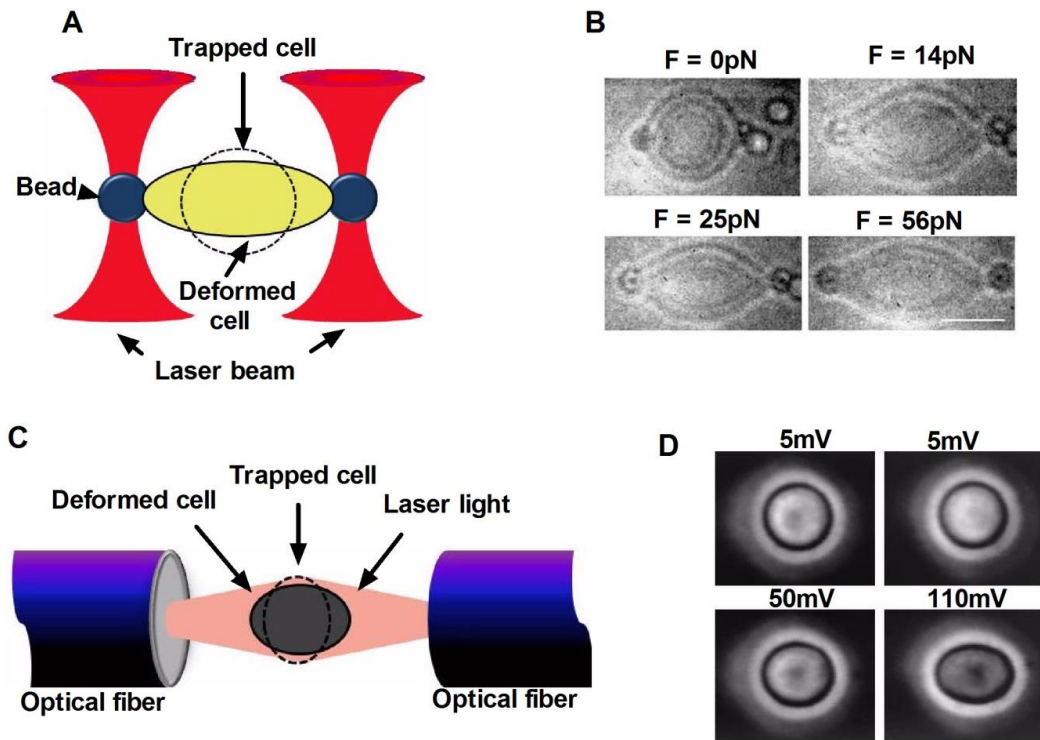 A
Trapped cell
Bead
Deformed
cell
Laser beam
B
F = 0pN
F = 14pN
F = 25pN
F = 56pN
C
Trapped cell
Deformed cell
Laser light
Optical fiber
Optical fiber
D
5mV
5mV
50mV
110mV